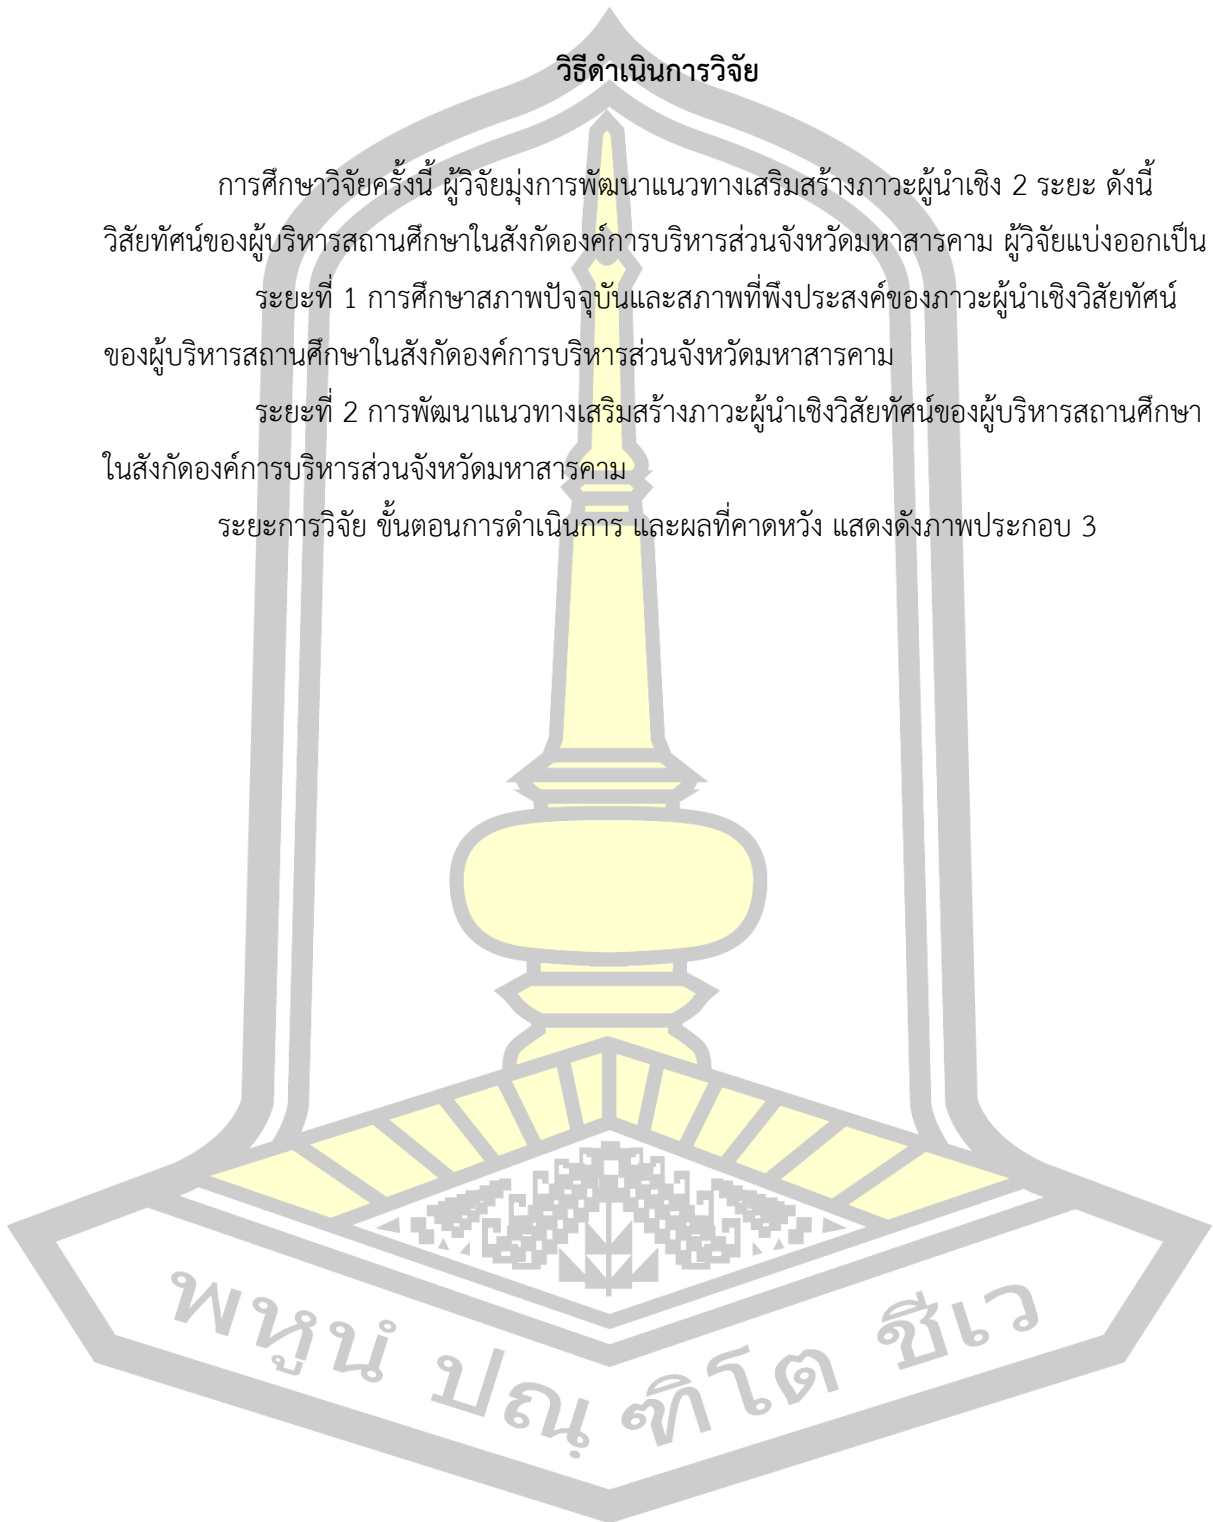 วิธีดำเนินการวิจัย
การศึกษาวิจัยครั้งนี้ ผู้วิจัยมุ่งการพัฒนาแนวทางเสริมสร้างภาวะผู้นำเชิง 2 ระยะ ดังนี้
วิสัยทัศน์ของผู้บริหารสถานศึกษาในสังกัดองค์การบริหารส่วนจังหวัดมหาสารคาม ผู้วิจัยแบ่งออกเป็น
ระยะที่ 1 การศึกษาสภาพปัจจุบันและสภาพที่พึงประสงค์ของภาวะผู้นำเชิงวิสัยทัศน์
ของผู้บริหารสถานศึกษาในสังกัดองค์การบริหารส่วนจังหวัดมหาสารคาม
ระยะที่ 2 การพัฒนาแนวทางเสริมสร้างภาวะผู้นำเชิงวิสัยทัศน์ของผู้บริหารสถานศึกษา
ในสังกัดองค์การบริหารส่วนจังหวัดมหาสารคาม
ระยะการวิจัย ขั้นตอนการดำเนินการ และผลที่คาดหวัง แสดงดังภาพประกอบ 3
พหูนํ ปณฺฑิโต ชีเว